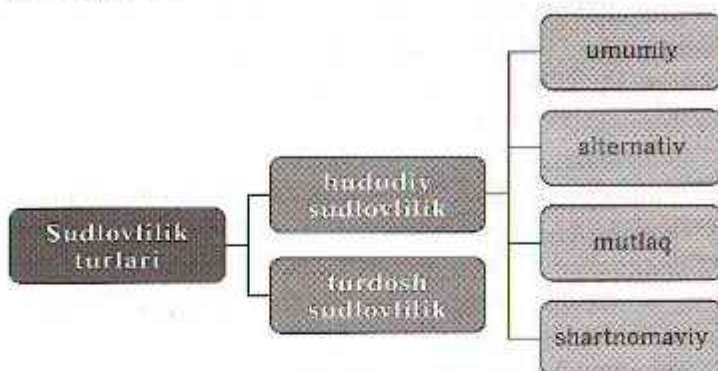 Sudlovlilik
turlari
hududiy
sudlovlilik
turdosh
sudlovlilik
umumiy
alternativ
mutlaq
shartnomaviy